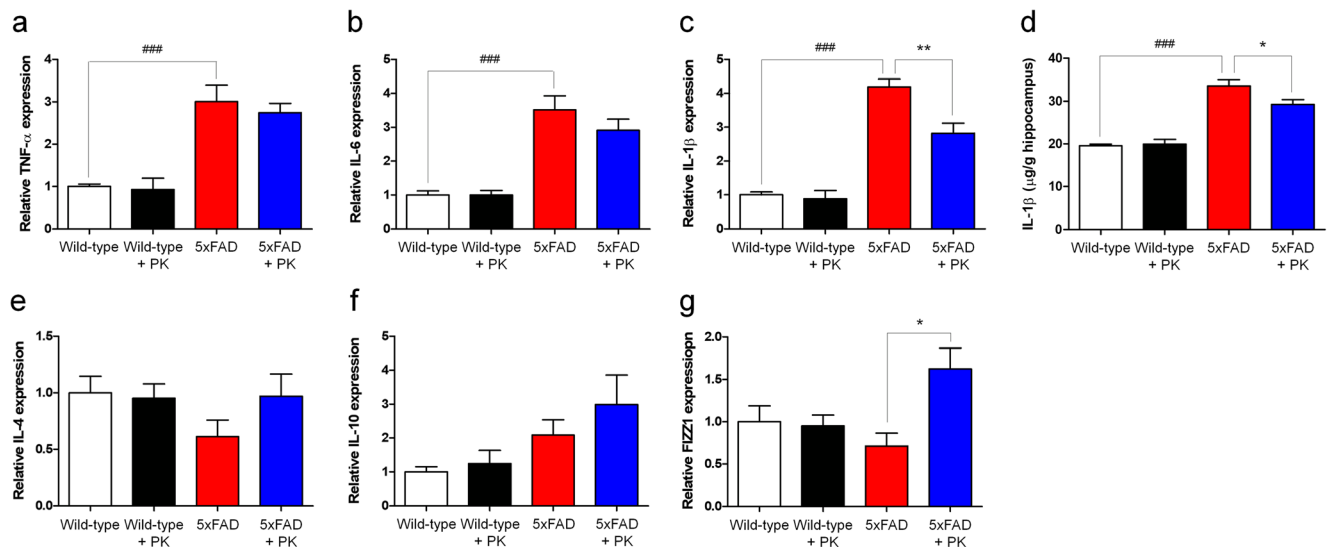 a
Relative TNF-α expression
4
3
2
1
0
###
Wild-type
Wild-type
+ PK
5xFAD
5xFAD
+ PK
b
Relative IL-6 expression
5
4
3
2
1
0
###
Wild-type
Wild-type
+ PK
5xFAD
5xFAD
+ PK
c
Relative IL-1β expression
5
4
3
2
1
0
###
**
Wild-type
Wild-type
+ PK
5xFAD
5xFAD
+ PK
d
IL-1β (μg/g hippocampus)
40
30
20
10
0
###
*
Wild-type
Wild-type
+ PK
5xFAD
5xFAD
+ PK
e
Relative IL-4 expression
1.5
1.0
0.5
0.0
Wild-type
Wild-type
+ PK
5xFAD
5xFAD
+ PK
f
Relative IL-10 expression
5
4
3
2
1
0
Wild-type
Wild-type
+ PK
5xFAD
5xFAD
+ PK
g
Relative FIZZ1 expressiopn
2.0
1.5
1.0
0.5
0.0
*
Wild-type
Wild-type
+ PK
5xFAD
5xFAD
+ PK